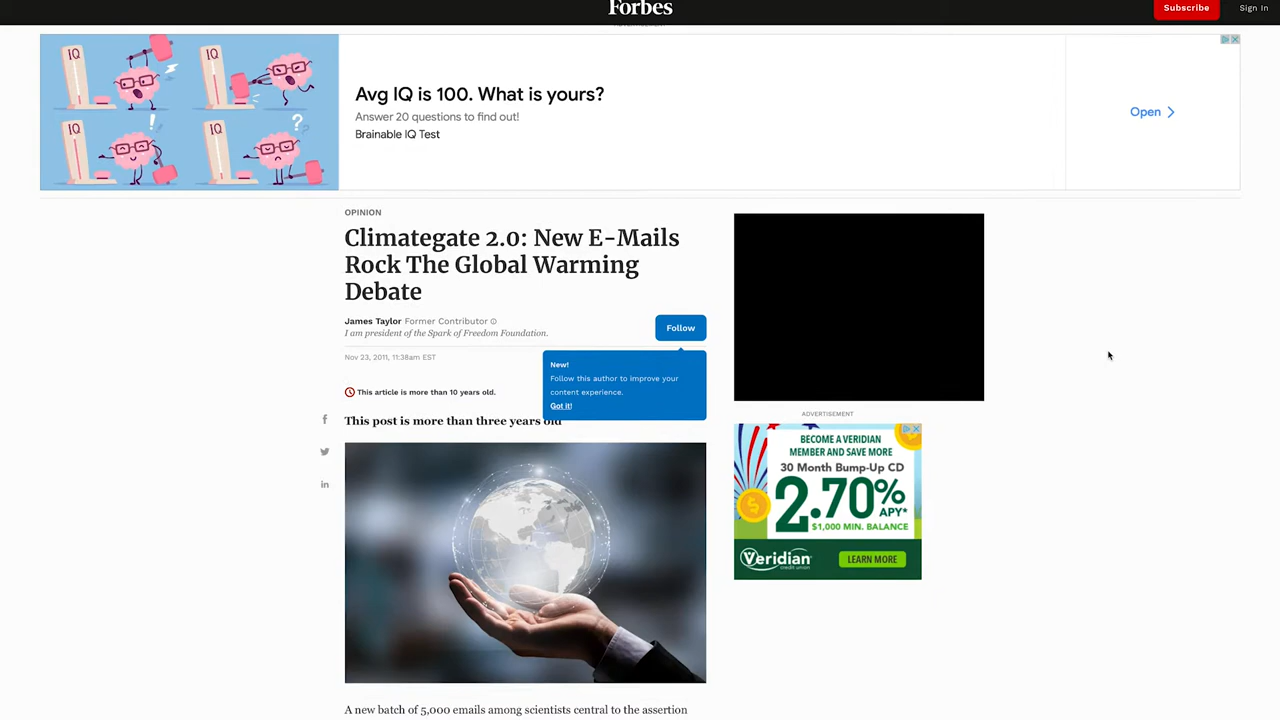 Forbes
Subscribe
Sign In
IQ
IQ
IQ
IQ
Avg IQ is 100. What is yours?
Answer 20 questions to find out!
Brainable IQ Test
Open
OPINION
Climategate 2.0: New E-Mails
Rock The Global Warming
Debate
James Taylor Former Contributor
I am president of the Spark of Freedom Foundation.
Follow
Nov 23, 2011, 11:38am EST
New!
Follow this author to improve your
content experience.
Got it!
This article is more than 10 years old.
This post is more than three years old
A new batch of 5,000 emails among scientists central to the assertion
ADVERTISEMENT
BECOME A VERIDIAN
MEMBER AND SAVE MORE
30 Month Bump-Up CD
2.70% APY*
$1,000 MIN. BALANCE
Veridian
credit union
LEARN MORE